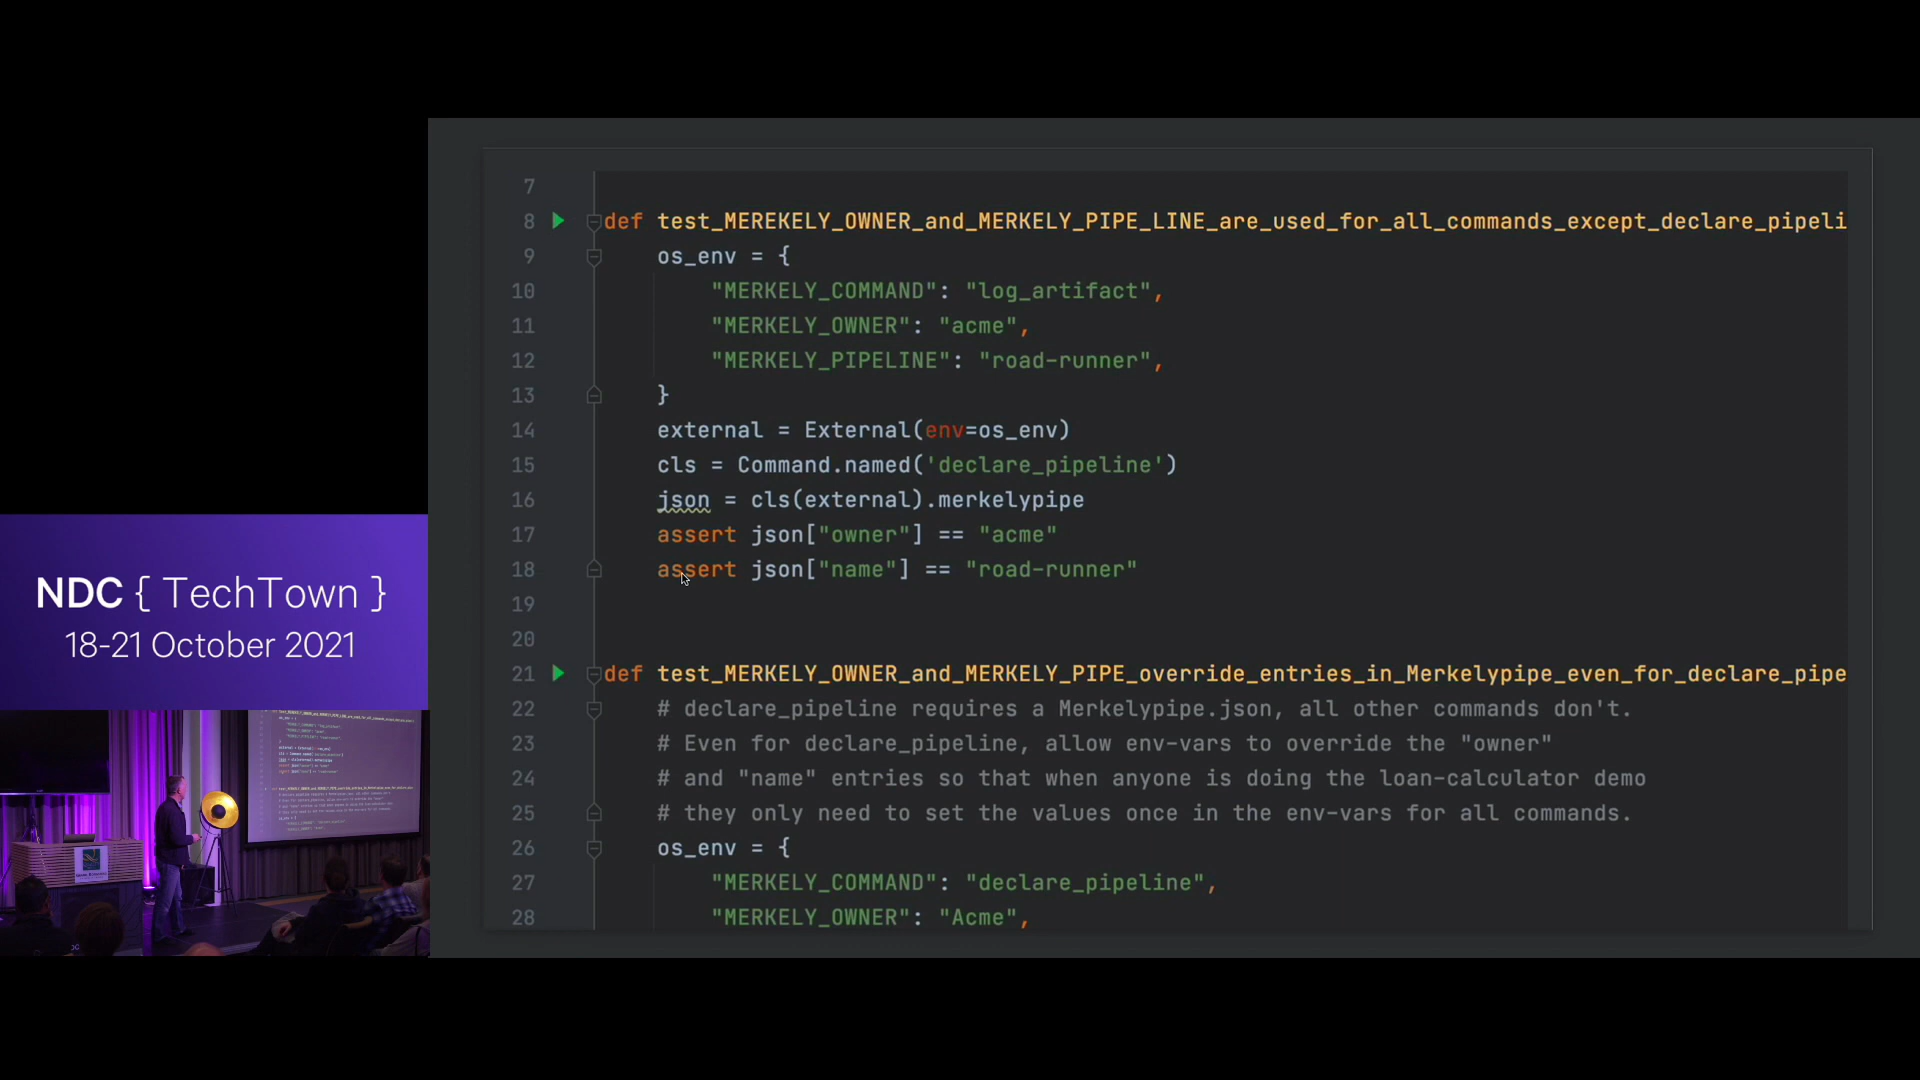 7
8 def test_MEREKELY_OWNER_and_MERKELY_PIPE_LINE_are_used_for_all_commands_except_declare_pipeli
9 os_env = {
10 "MERKELY_COMMAND": "log_artifact",
11 "MERKELY_OWNER": "acme",
12 "MERKELY_PIPELINE": "road-runner",
13 }
14 external = External(env=os_env)
15 cls = Command.named('declare_pipeline')
16 json = cls(external).merkelypipe
17 assert json["owner"] == "acme"
18 assert json["name"] == "road-runner"
19
20
21 def test_MERKELY_OWNER_and_MERKELY_PIPE_override_entries_in_Merkelypipe_even_for_declare_pipe
22 # declare_pipeline requires a Merkelypipe.json, all other commands don't.
23 # Even for declare_pipeline, allow env-vars to override the "owner"
24 # and "name" entries so that when anyone is doing the loan-calculator demo
25 # they only need to set the values once in the env-vars for all commands.
26 os_env = {
27 "MERKELY_COMMAND": "declare_pipeline",
28 "MERKELY_OWNER": "Acme",
NDC { TechTown }
18-21 October 2021